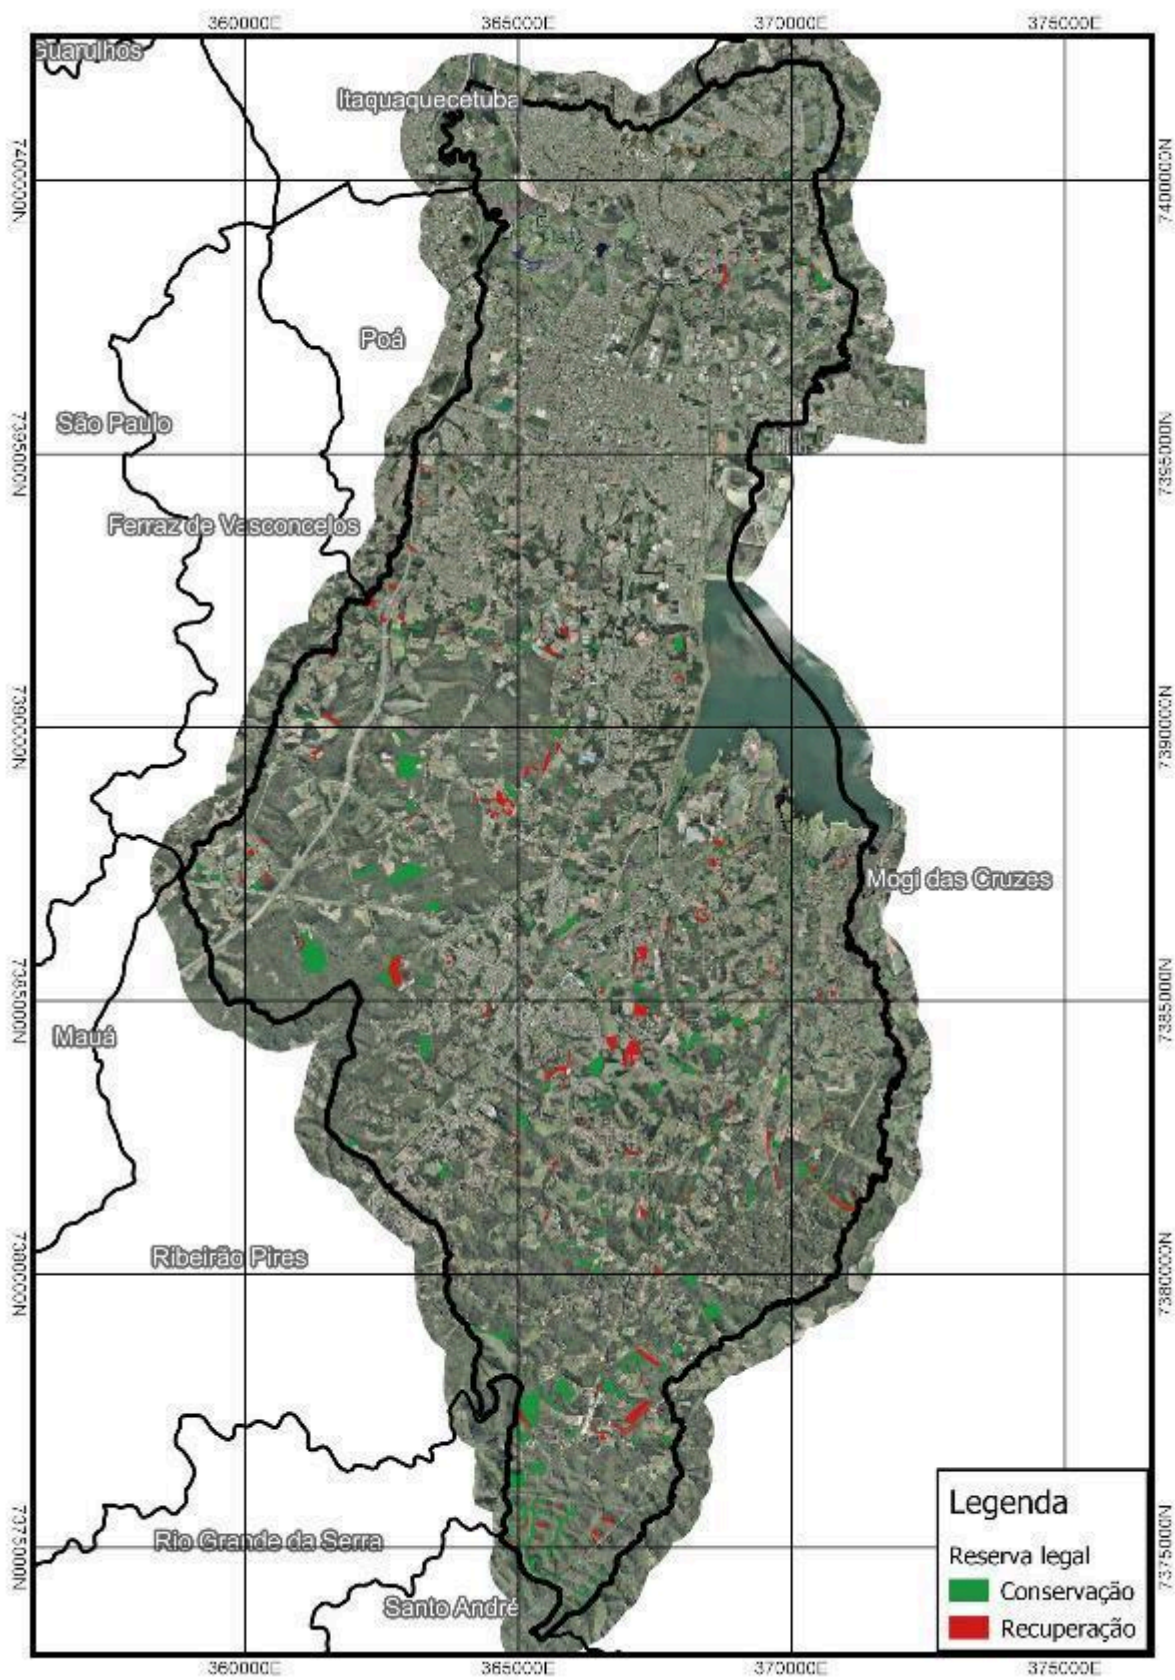 360000E 365000E 370000E 375000E
Guarulhos
Itaquaquecetuba
7400000N 7400000N
Poá
São Paulo
7395000N 7395000N
Ferraz de Vasconcelos
7390000N 7390000N
Mogi das Cruzes
7385000N 7385000N
Mauá
Ribeirão Pires
7380000N 7380000N
Legenda
Reserva legal
Rio Grande da Serra
7375000N 7375000N
Conservação
Santo André
Recuperação
360000E 365000E 370000E 375000E